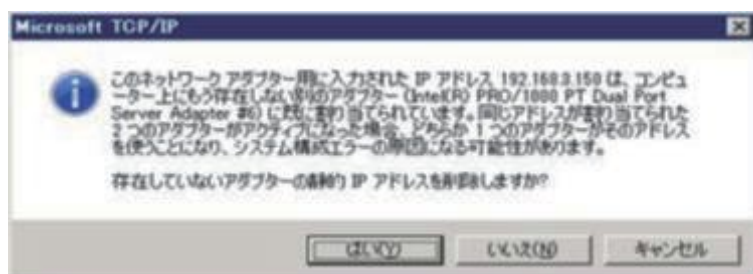 Microsoft TCP/IP
このネットワーク アダプター用に入力された IP アドレス 192.168.3.150 は、コンピュ
ーター上にもう存在しない別のアダプター (Intel(R) PRO/1000 PT Dual Port
Server Adapter #6) に既に割り当てられています。同じアドレスが割り当てられた
2 つのアダプターがアクティブになった場合、どちらか 1 つのアダプターがそのアドレス
を使うことになり、システム構成エラーの原因になる可能性があります。
存在していないアダプターの静的 IP アドレスを削除しますか?
はい(Y)
いいえ(N)
キャンセル